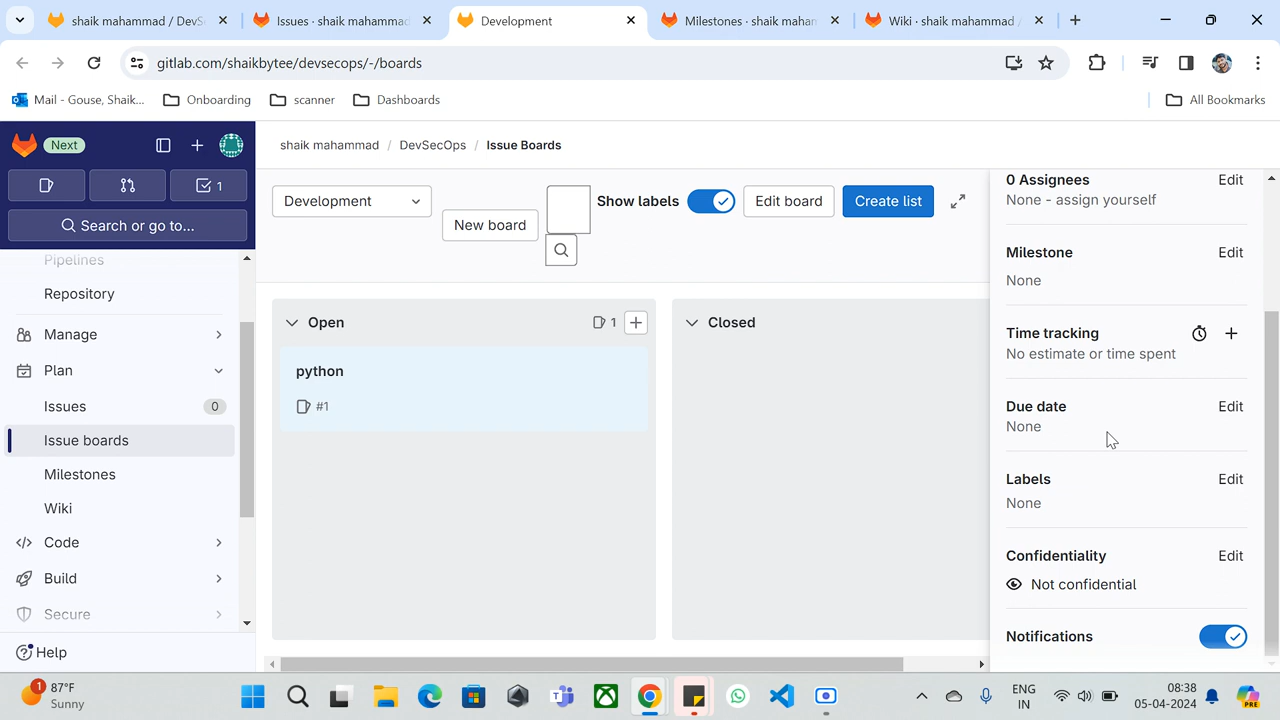 shaik mahammad / DevS
Issues · shaik mahammad
Development
Milestones · shaik maham
Wiki · shaik mahammad /
gitlab.com/shaikbytee/devsecops/-/boards
Mail - Gouse, Shaik...
Onboarding
scanner
Dashboards
All Bookmarks
Next
shaik mahammad / DevSecOps / Issue Boards
1
Search or go to...
Pipelines
Repository
Manage
Plan
Issues 0
Issue boards
Milestones
Wiki
Code
Build
Secure
Help
Development
New board
Show labels
Edit board
Create list
Open 1
python
#1
Closed
0 Assignees Edit
None - assign yourself
Milestone Edit
None
Time tracking
No estimate or time spent
Due date Edit
None
Labels Edit
None
Confidentiality Edit
Not confidential
Notifications
1
87°F
Sunny
ENG
IN
08:38
05-04-2024
PRE